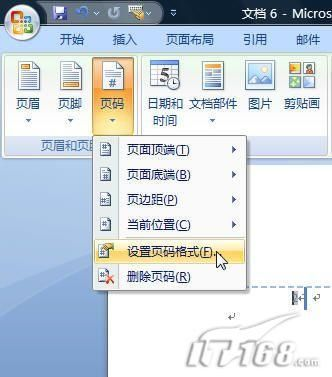 文档 6 - Micros
开始 插入 页面布局 引用 邮件
页眉 页脚 页码 日期和时间 文档部件 图片 剪贴画
页眉和页
页面顶端(T)
页面底端(B)
页边距(P)
当前位置(C)
设置页码格式(F)...
删除页码(R)
IT168.com